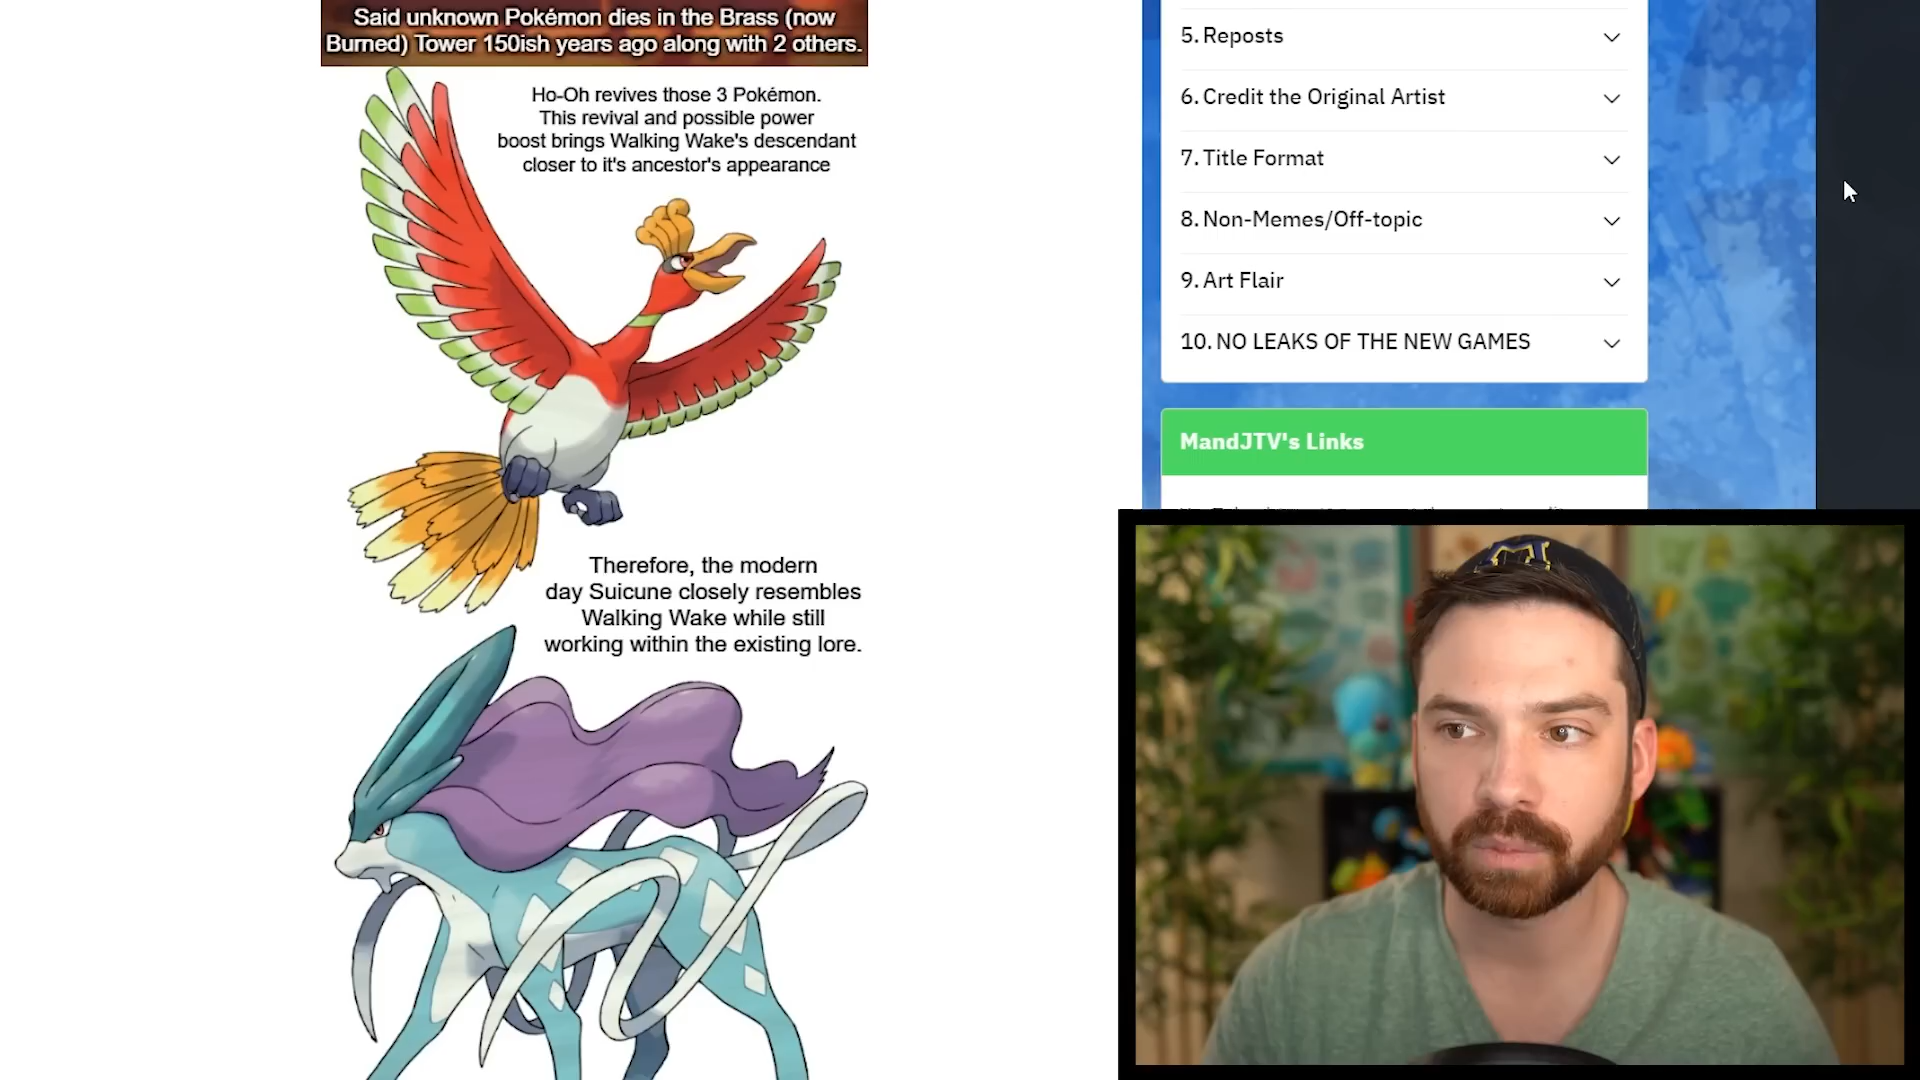 Said unknown Pokémon dies in the Brass (now
Burned) Tower 150ish years ago along with 2 others.
Ho-Oh revives those 3 Pokémon.
This revival and possible power
boost brings Walking Wake's descendant
closer to it's ancestor's appearance
Therefore, the modern
day Suicune closely resembles
Walking Wake while still
working within the existing lore.
5. Reposts
6. Credit the Original Artist
7. Title Format
8. Non-Memes/Off-topic
9. Art Flair
10. NO LEAKS OF THE NEW GAMES
MandJTV's Links
M